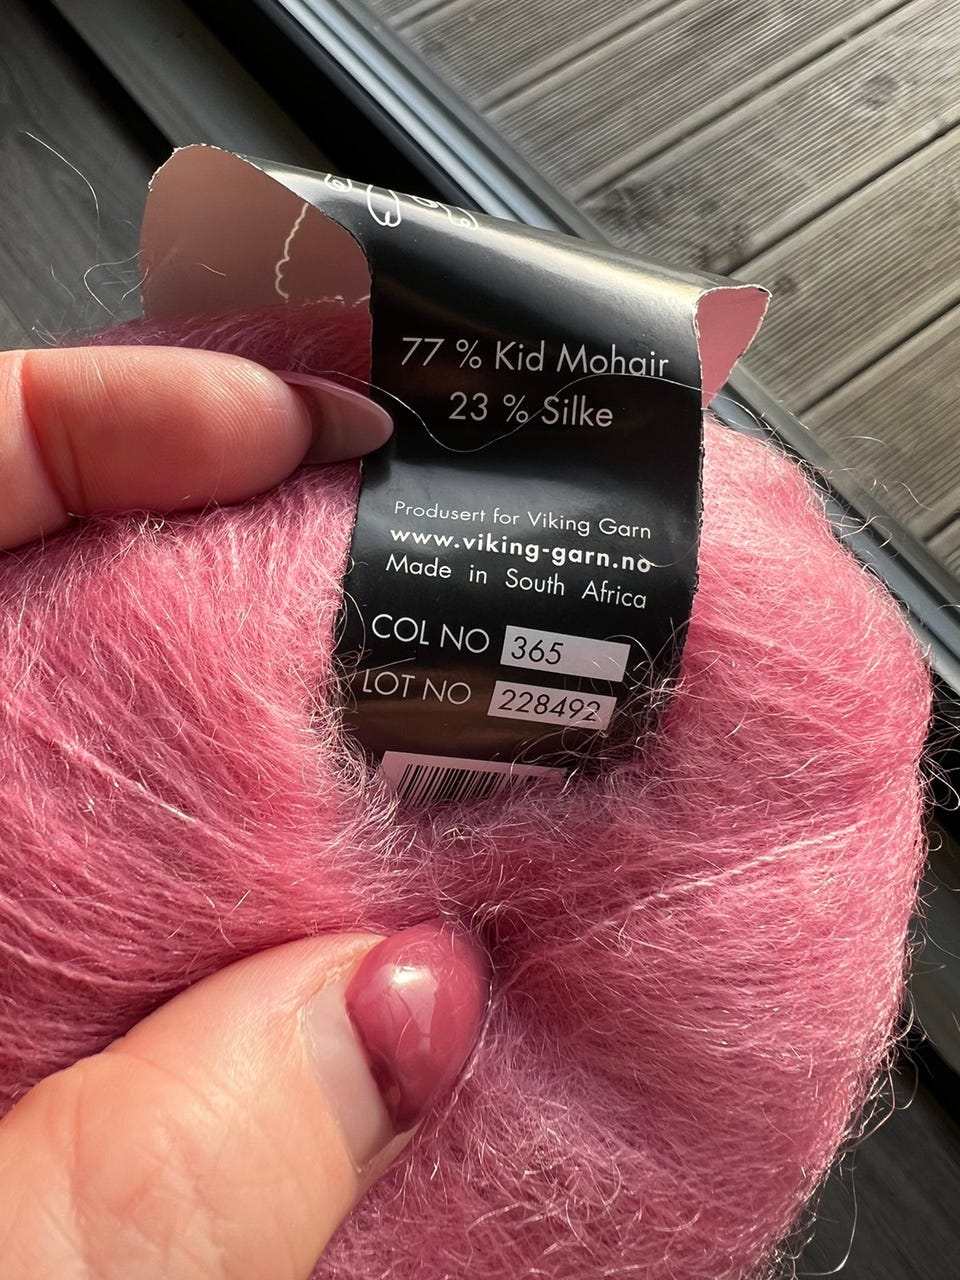 77 % Kid Mohair
23 % Silke
Produsert for Viking Garn
www.viking-garn.no
Made in South Africa
COL NO 365
LOT NO 228492